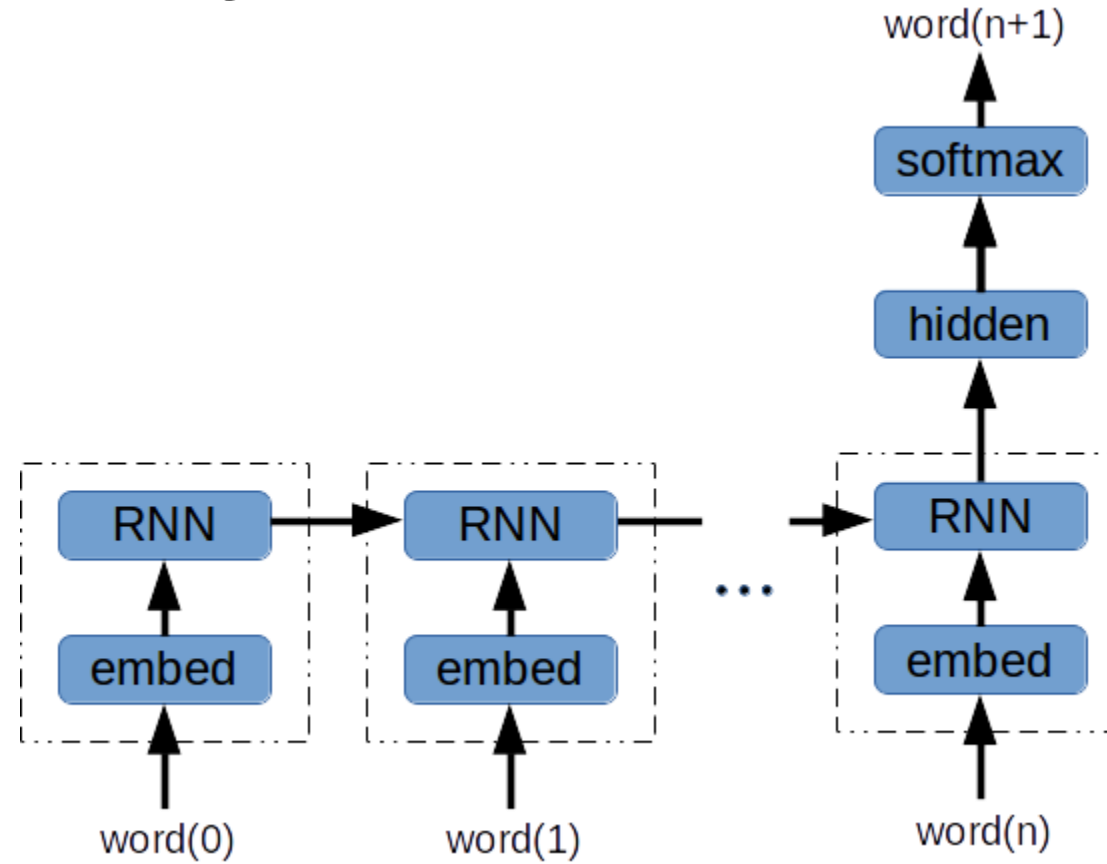 word(n+1)
softmax
hidden
RNN
RNN
RNN
...
embed
embed
embed
word(0)
word(1)
word(n)